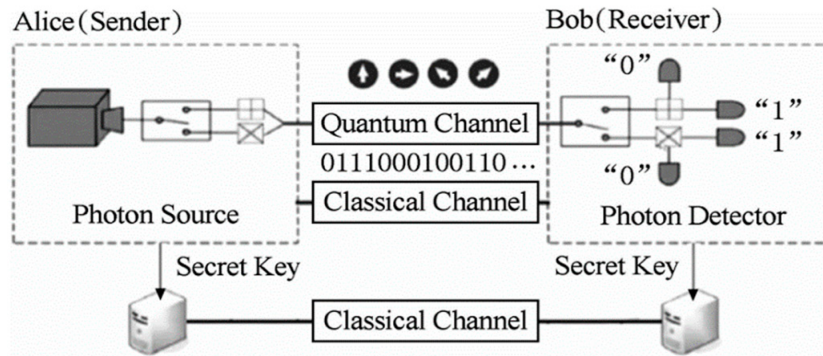 Alice(Sender)
Bob(Receiver)
"0"
Quantum Channel
"1"
"1"
0111000100110 ...
"0"
Classical Channel
Photon Source
Photon Detector
Secret Key
Secret Key
Classical Channel